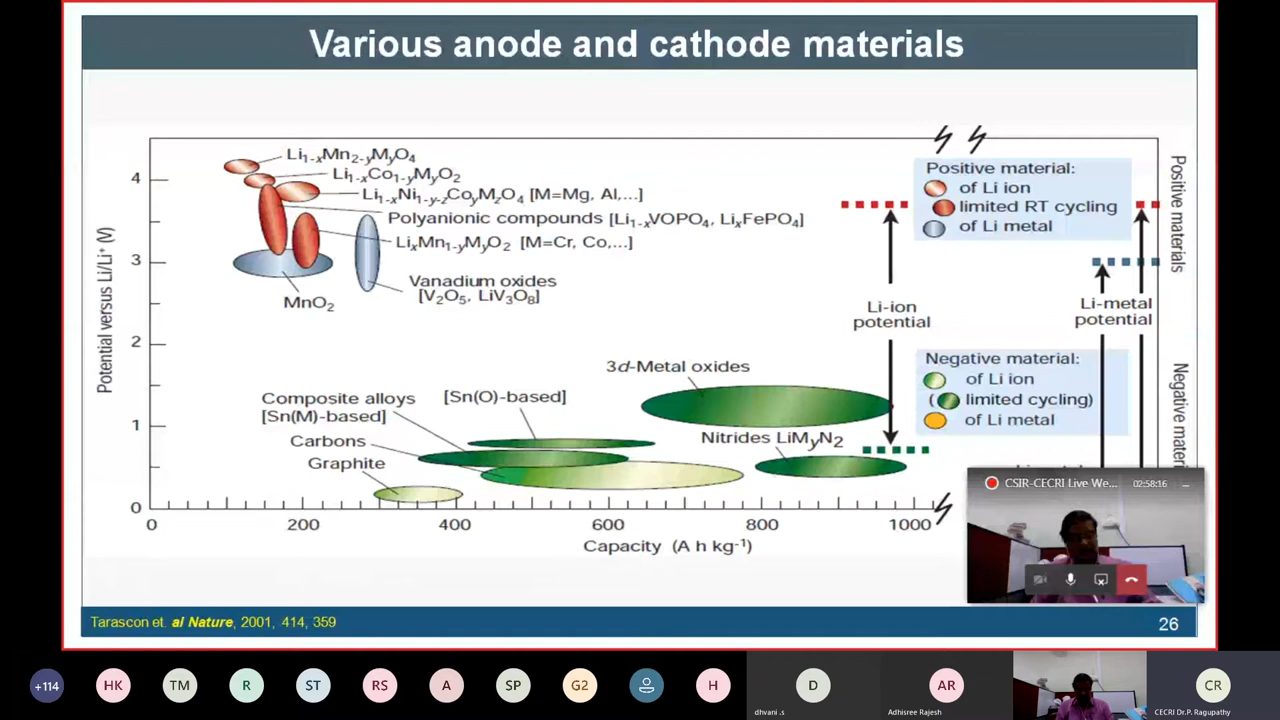 Various anode and cathode materials
Potential versus Li/Li⁺ (V)
4
3
2
1
0
Li₁₋ₓMn₂₋yMyO₄
Li₁₋ₓCo₁₋yMyO₂
Li₁₋ₓNi₁₋y₋zCoyMzO₄ [M=Mg, Al,...]
Polyanionic compounds [Li₁₋ₓVOPO₄, LiₓFePO₄]
LiₓMn₁₋yMyO₂ [M=Cr, Co,...]
Vanadium oxides
[V₂O₅, LiV₃O₈]
MnO₂
3d-Metal oxides
[Sn(O)-based]
Composite alloys
[Sn(M)-based]
Carbons
Graphite
Nitrides LiMyN₂
0 200 400 600 800 1000
Capacity (A h kg⁻¹)
Positive material:
of Li ion
limited RT cycling
of Li metal
Li-ion
potential
Li-metal
potential
Negative material:
of Li ion
( limited cycling)
of Li metal
Positive materials
Negative
CSIR-CECRI Live We... 02:58:16
Tarascon et. al Nature, 2001, 414, 359
26
+114
HK
TM
R
ST
RS
A
SP
G2
H
D
dhvani .s
AR
Adhisree Rajesh
CR
CECRI Dr.P. Ragupathy